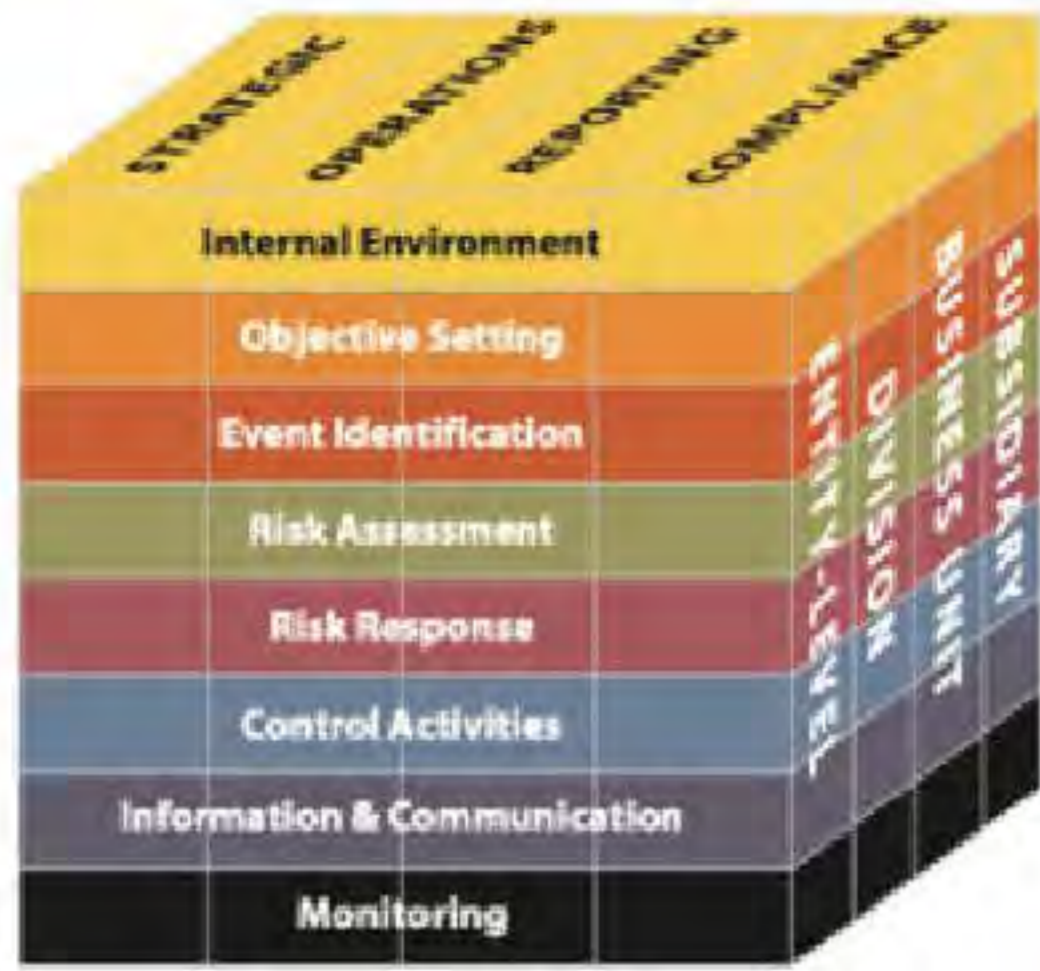 STRATEGIC
OPERATIONS
REPORTING
COMPLIANCE
Internal Environment
Objective Setting
Event Identification
Risk Assessment
Risk Response
Control Activities
Information & Communication
Monitoring
ENTITY-LEVEL
DIVISION
BUSINESS UNIT
SUBSIDIARY